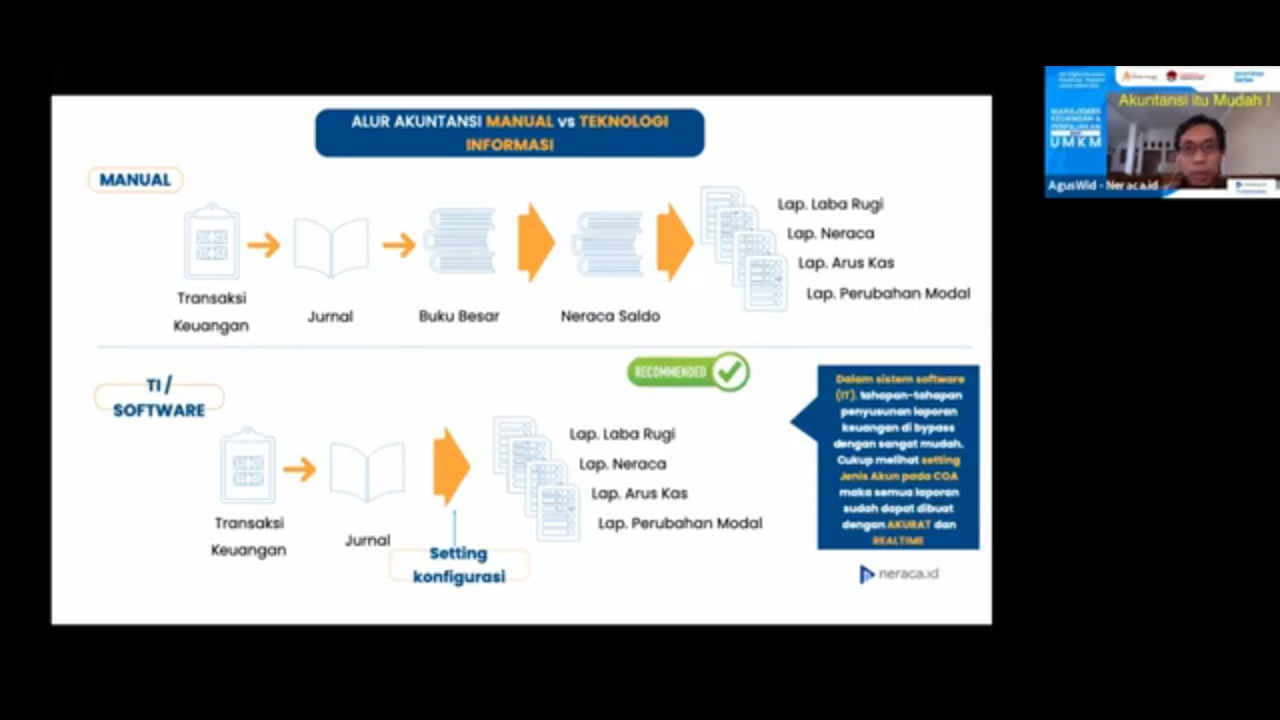 ALUR AKUNTANSI MANUAL vs TEKNOLOGI
INFORMASI
MANUAL
Transaksi
Keuangan
Jurnal
Buku Besar
Neraca Saldo
Lap. Laba Rugi
Lap. Neraca
Lap. Arus Kas
Lap. Perubahan Modal
TI /
SOFTWARE
RECOMMENDED
Transaksi
Keuangan
Jurnal
Setting
konfigurasi
Lap. Laba Rugi
Lap. Neraca
Lap. Arus Kas
Lap. Perubahan Modal
Dalam sistem software
(IT), tahapan-tahapan
penyusunan laporan
keuangan di bypass
dengan sangat mudah.
Cukup melihat setting
Jenis Akun pada COA
maka semua laporan
sudah dapat dibuat
dengan AKURAT dan
REALTIME
neraca.id
Akuntansi itu Mudah !
MANAJEMEN
KEUANGAN &
PERPAJAKAN
UMKM
AgusWid - Neraca.id